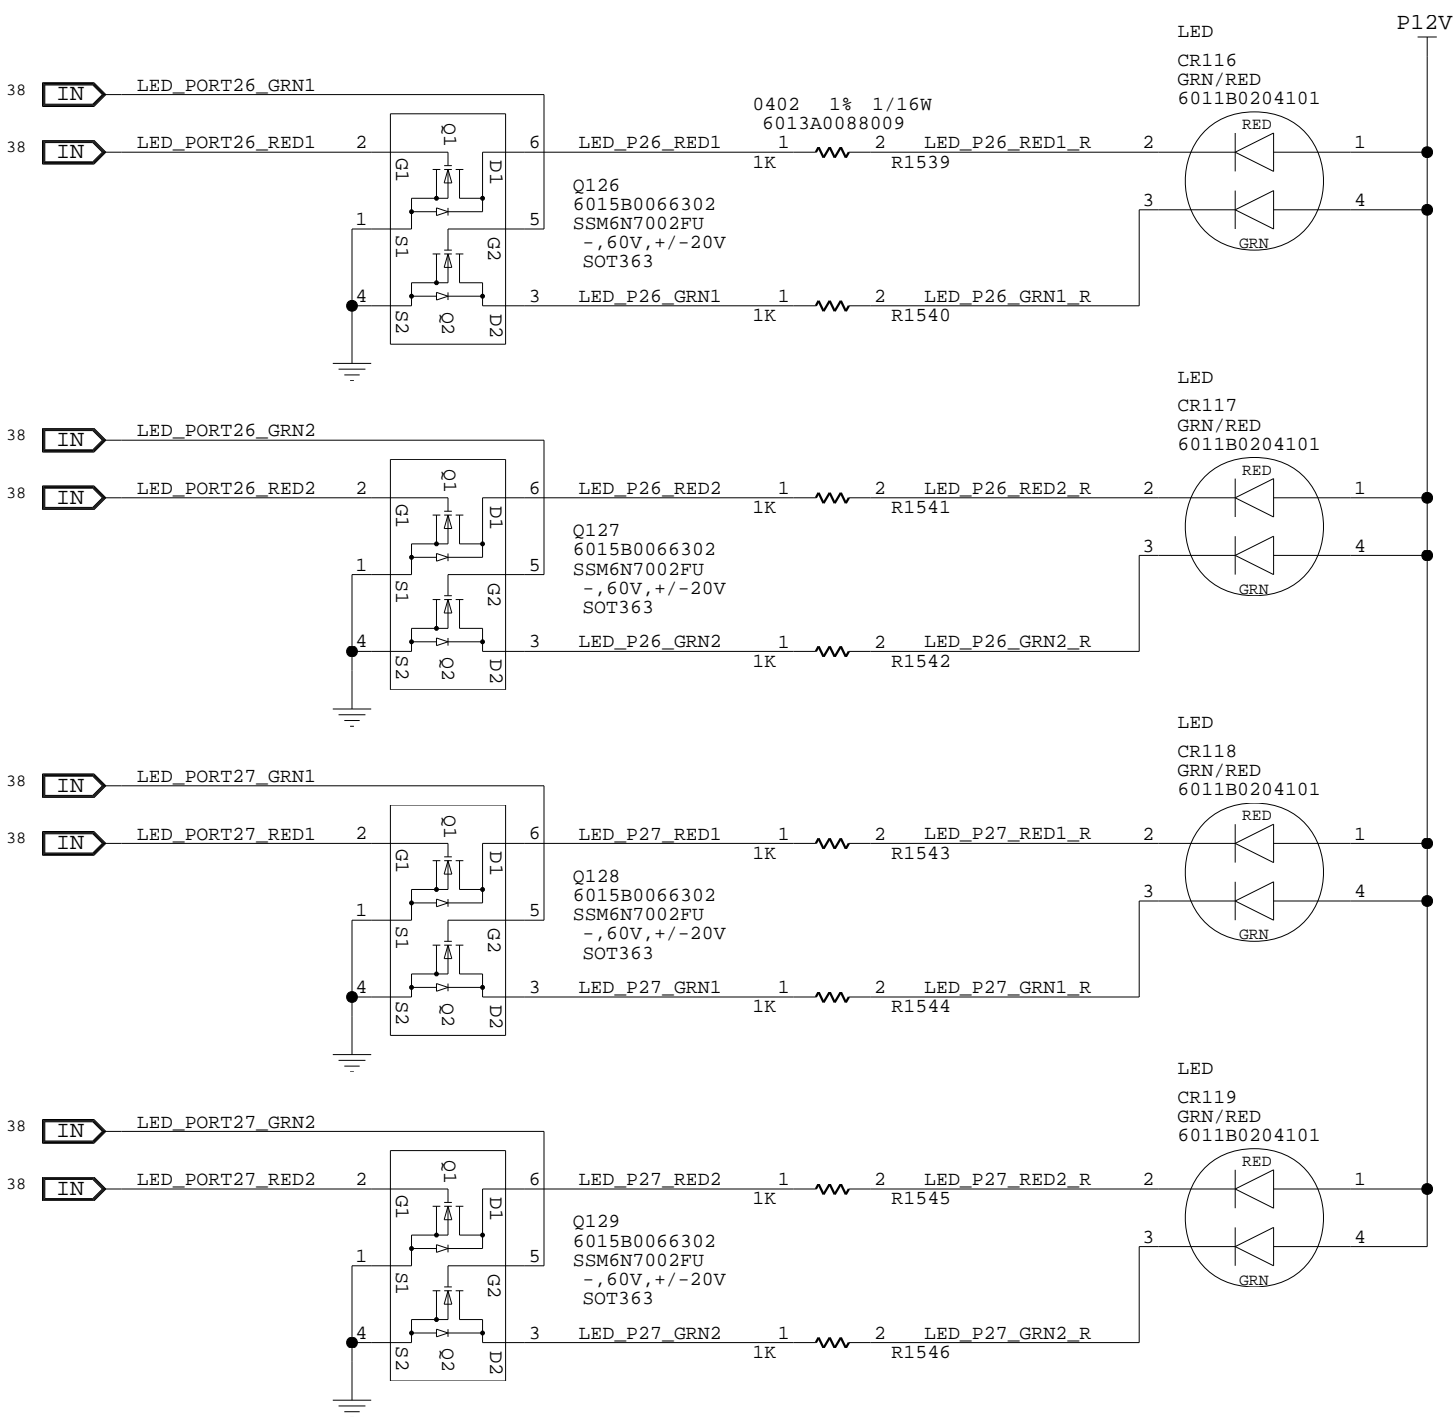 P12V
LED
CR116
GRN/RED
6011B0204101
38 IN LED_PORT26_GRN1
0402 1% 1/16W
6013A0088009
RED
38 IN LED_PORT26_RED1 2 Q1 6 LED_P26_RED1 1 2 LED_P26_RED1_R 2 1
G1 D1 1K R1539
Q126
6015B0066302
SSM6N7002FU
-,60V,+/-20V
SOT363
1 5 3 4
S1 G2 GRN
4 3 LED_P26_GRN1 1 2 LED_P26_GRN1_R
S2 Q2 D2 1K R1540
LED
CR117
GRN/RED
6011B0204101
38 IN LED_PORT26_GRN2
RED
38 IN LED_PORT26_RED2 2 Q1 6 LED_P26_RED2 1 2 LED_P26_RED2_R 2 1
G1 D1 1K R1541
Q127
6015B0066302
SSM6N7002FU
-,60V,+/-20V
SOT363
1 5 3 4
S1 G2 GRN
4 3 LED_P26_GRN2 1 2 LED_P26_GRN2_R
S2 Q2 D2 1K R1542
LED
CR118
GRN/RED
6011B0204101
38 IN LED_PORT27_GRN1
RED
38 IN LED_PORT27_RED1 2 Q1 6 LED_P27_RED1 1 2 LED_P27_RED1_R 2 1
G1 D1 1K R1543
Q128
6015B0066302
SSM6N7002FU
-,60V,+/-20V
SOT363
1 5 3 4
S1 G2 GRN
4 3 LED_P27_GRN1 1 2 LED_P27_GRN1_R
S2 Q2 D2 1K R1544
LED
CR119
GRN/RED
6011B0204101
38 IN LED_PORT27_GRN2
RED
38 IN LED_PORT27_RED2 2 Q1 6 LED_P27_RED2 1 2 LED_P27_RED2_R 2 1
G1 D1 1K R1545
Q129
6015B0066302
SSM6N7002FU
-,60V,+/-20V
SOT363
1 5 3 4
S1 G2 GRN
4 3 LED_P27_GRN2 1 2 LED_P27_GRN2_R
S2 Q2 D2 1K R1546